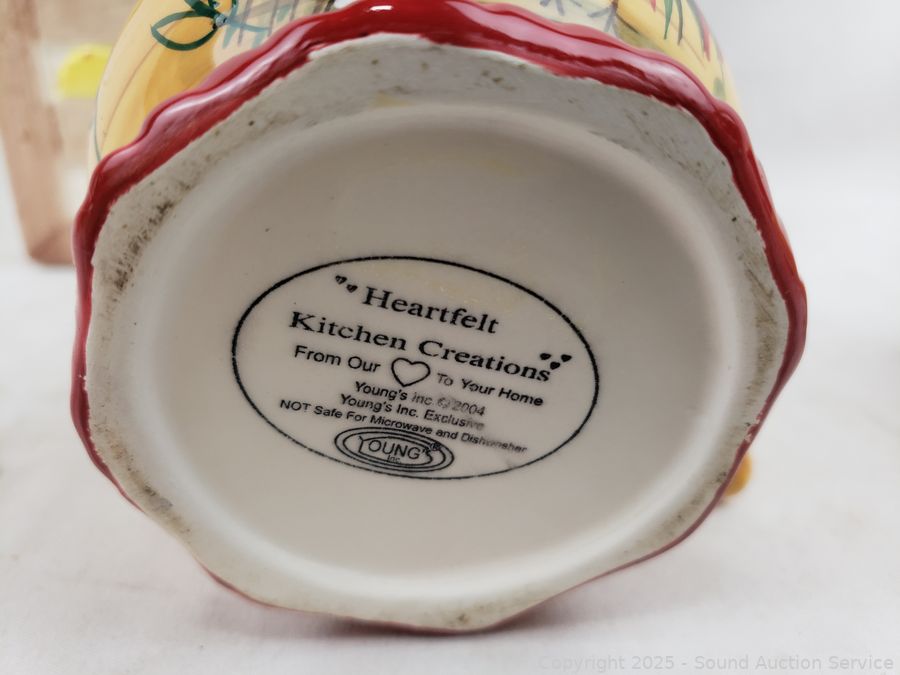 Heartfelt
Kitchen Creations
From Our To Your Home
Young's Inc © 2004
Young's Inc. Exclusive
NOT Safe For Microwave and Dishwasher
YOUNG'S®
Inc.
Copyright 2025 - Sound Auction Service